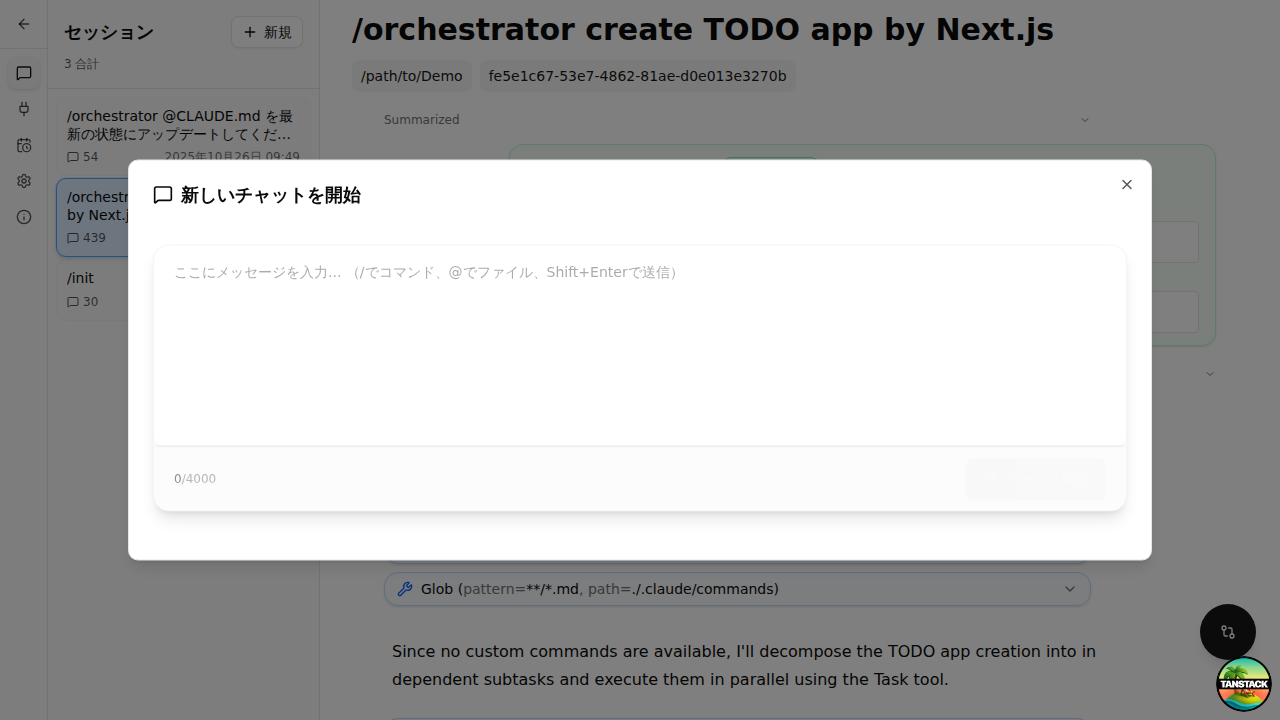 セッション
新規
3 合計
/orchestrator @CLAUDE.md を最
新の状態にアップデートしてくだ…
54
2025年10月26日 09:49
by Next.j
439
/init
30
/orchestrator create TODO app by Next.js
/path/to/Demo
fe5e1c67-53e7-4862-81ae-d0e013e3270b
Summarized
新しいチャットを開始
ここにメッセージを入力... （/でコマンド、@でファイル、Shift+Enterで送信）
0/4000
Glob (pattern=**/*.md, path=./.claude/commands)
Since no custom commands are available, I'll decompose the TODO app creation into in
dependent subtasks and execute them in parallel using the Task tool.
TANSTACK